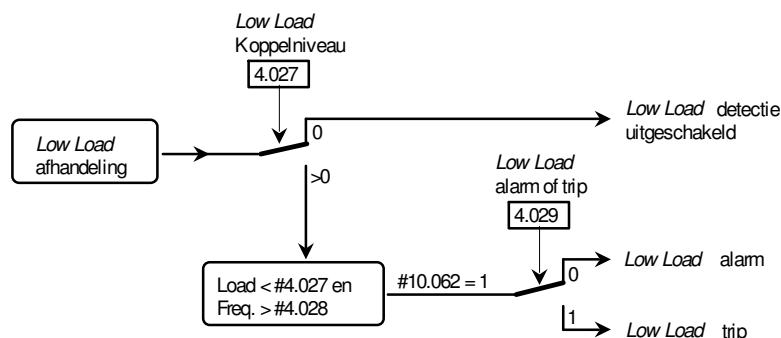 Low Load
Koppelniveau
4.027
Low Load
afhandeling
0
>0
Low Load detectie
uitgeschakeld
Low Load
alarm of trip
4.029
Load < #4.027 en
Freq. > #4.028
#10.062 = 1
0
1
Low Load alarm
Low Load trip